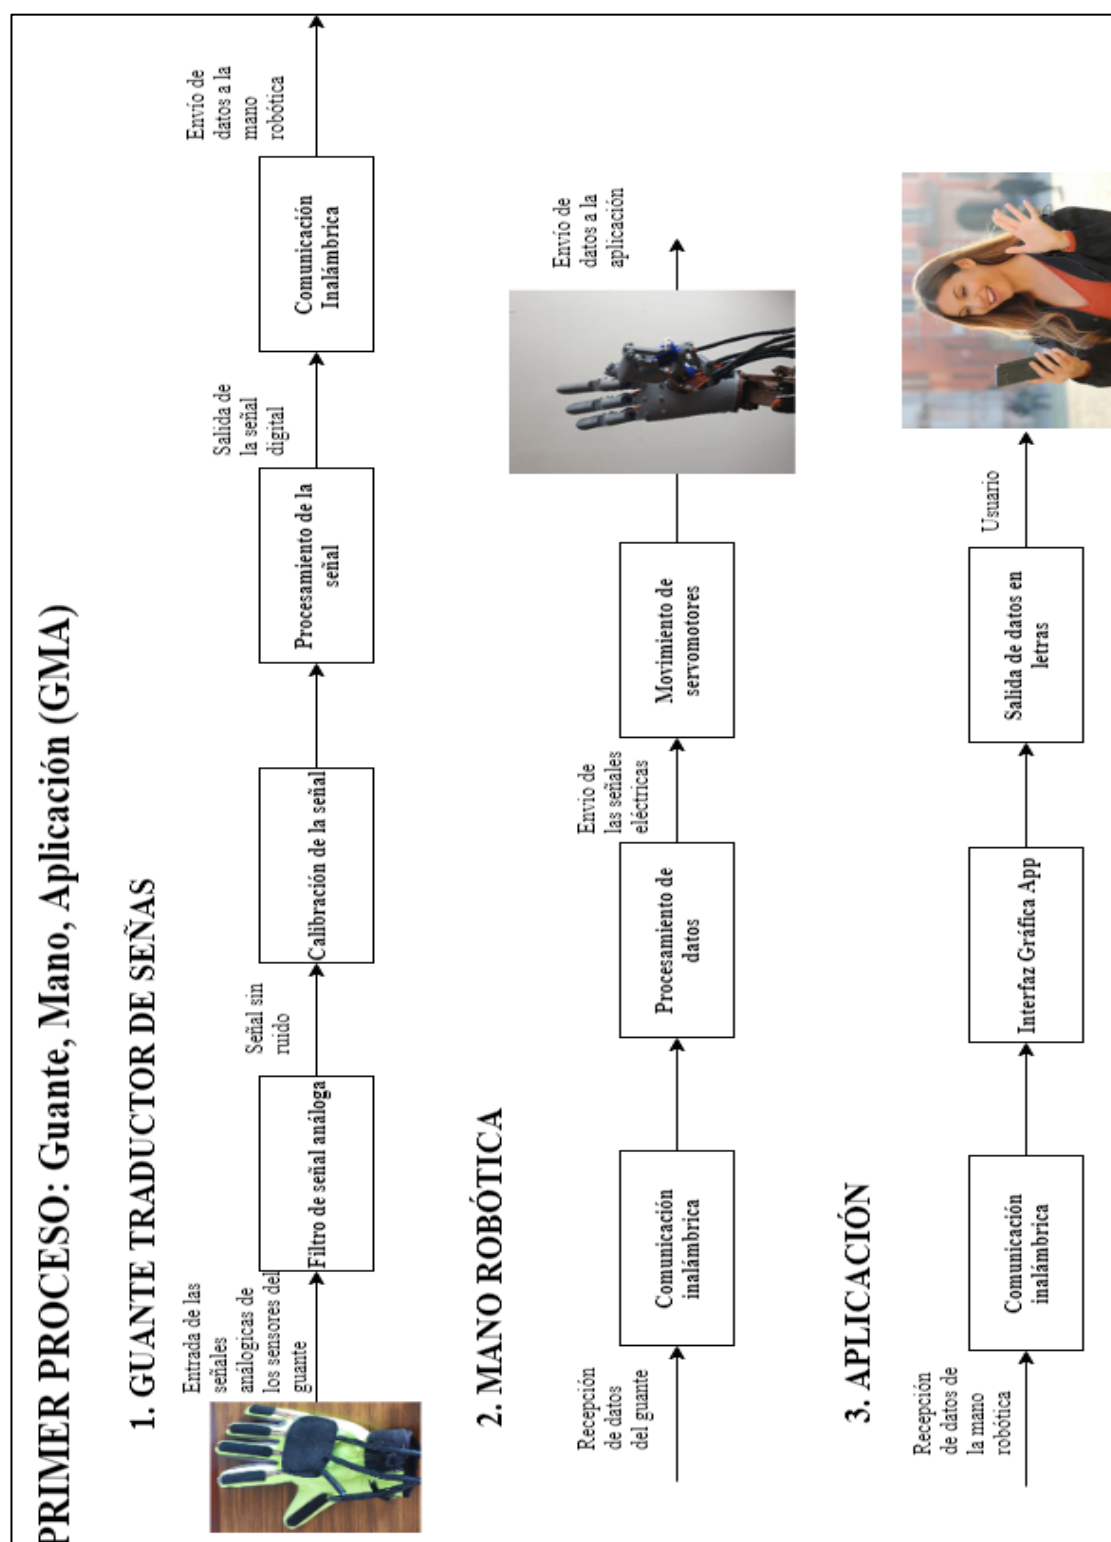 PRIMER PROCESO: Guante, Mano, Aplicación (GMA)
1. GUANTE TRADUCTOR DE SEÑAS
Entrada de las
señales
análogicas de
los sensores del
guante
Filtro de señal análoga
Señal sin
ruido
Calibración de la señal
Procesamiento de la
señal
Salida de
la señal
digital
Comunicación
Inalámbrica
Envío de
datos a la
mano
robótica
2. MANO ROBÓTICA
Recepción
de datos
del guante
Comunicación
inalámbrica
Procesamiento de
datos
Envio de
las señales
eléctricas
Movimiento de
servomotores
Envío de
datos a la
aplicación
3. APLICACIÓN
Recepción
de datos de
la mano
robótica
Comunicación
inalámbrica
Interfaz Gráfica App
Salida de datos en
letras
Usuario